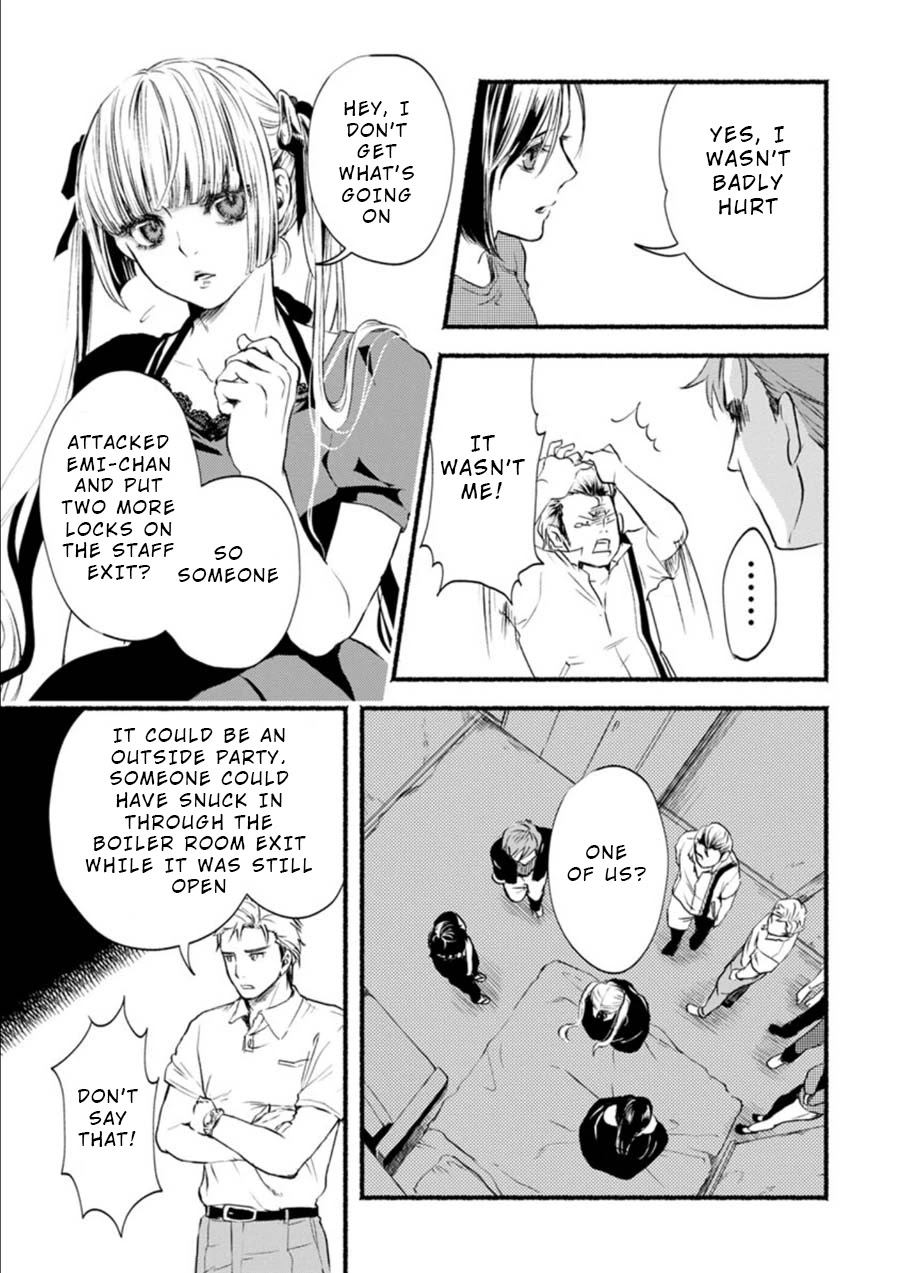 YES, I
WASN'T
BADLY
HURT
IT
WASN'T
ME!
HEY, I
DON'T
GET
WHAT'S
GOING
ON
SO
SOMEONE
ATTACKED
EMI-CHAN
AND PUT
TWO MORE
LOCKS ON
THE STAFF
EXIT?
ONE
OF US?
IT COULD BE AN
OUTSIDE PARTY.
SOMEONE COULD
HAVE SNUCK IN
THROUGH THE
BOILER ROOM EXIT
WHILE IT WAS STILL
OPEN
DON'T
SAY
THAT!